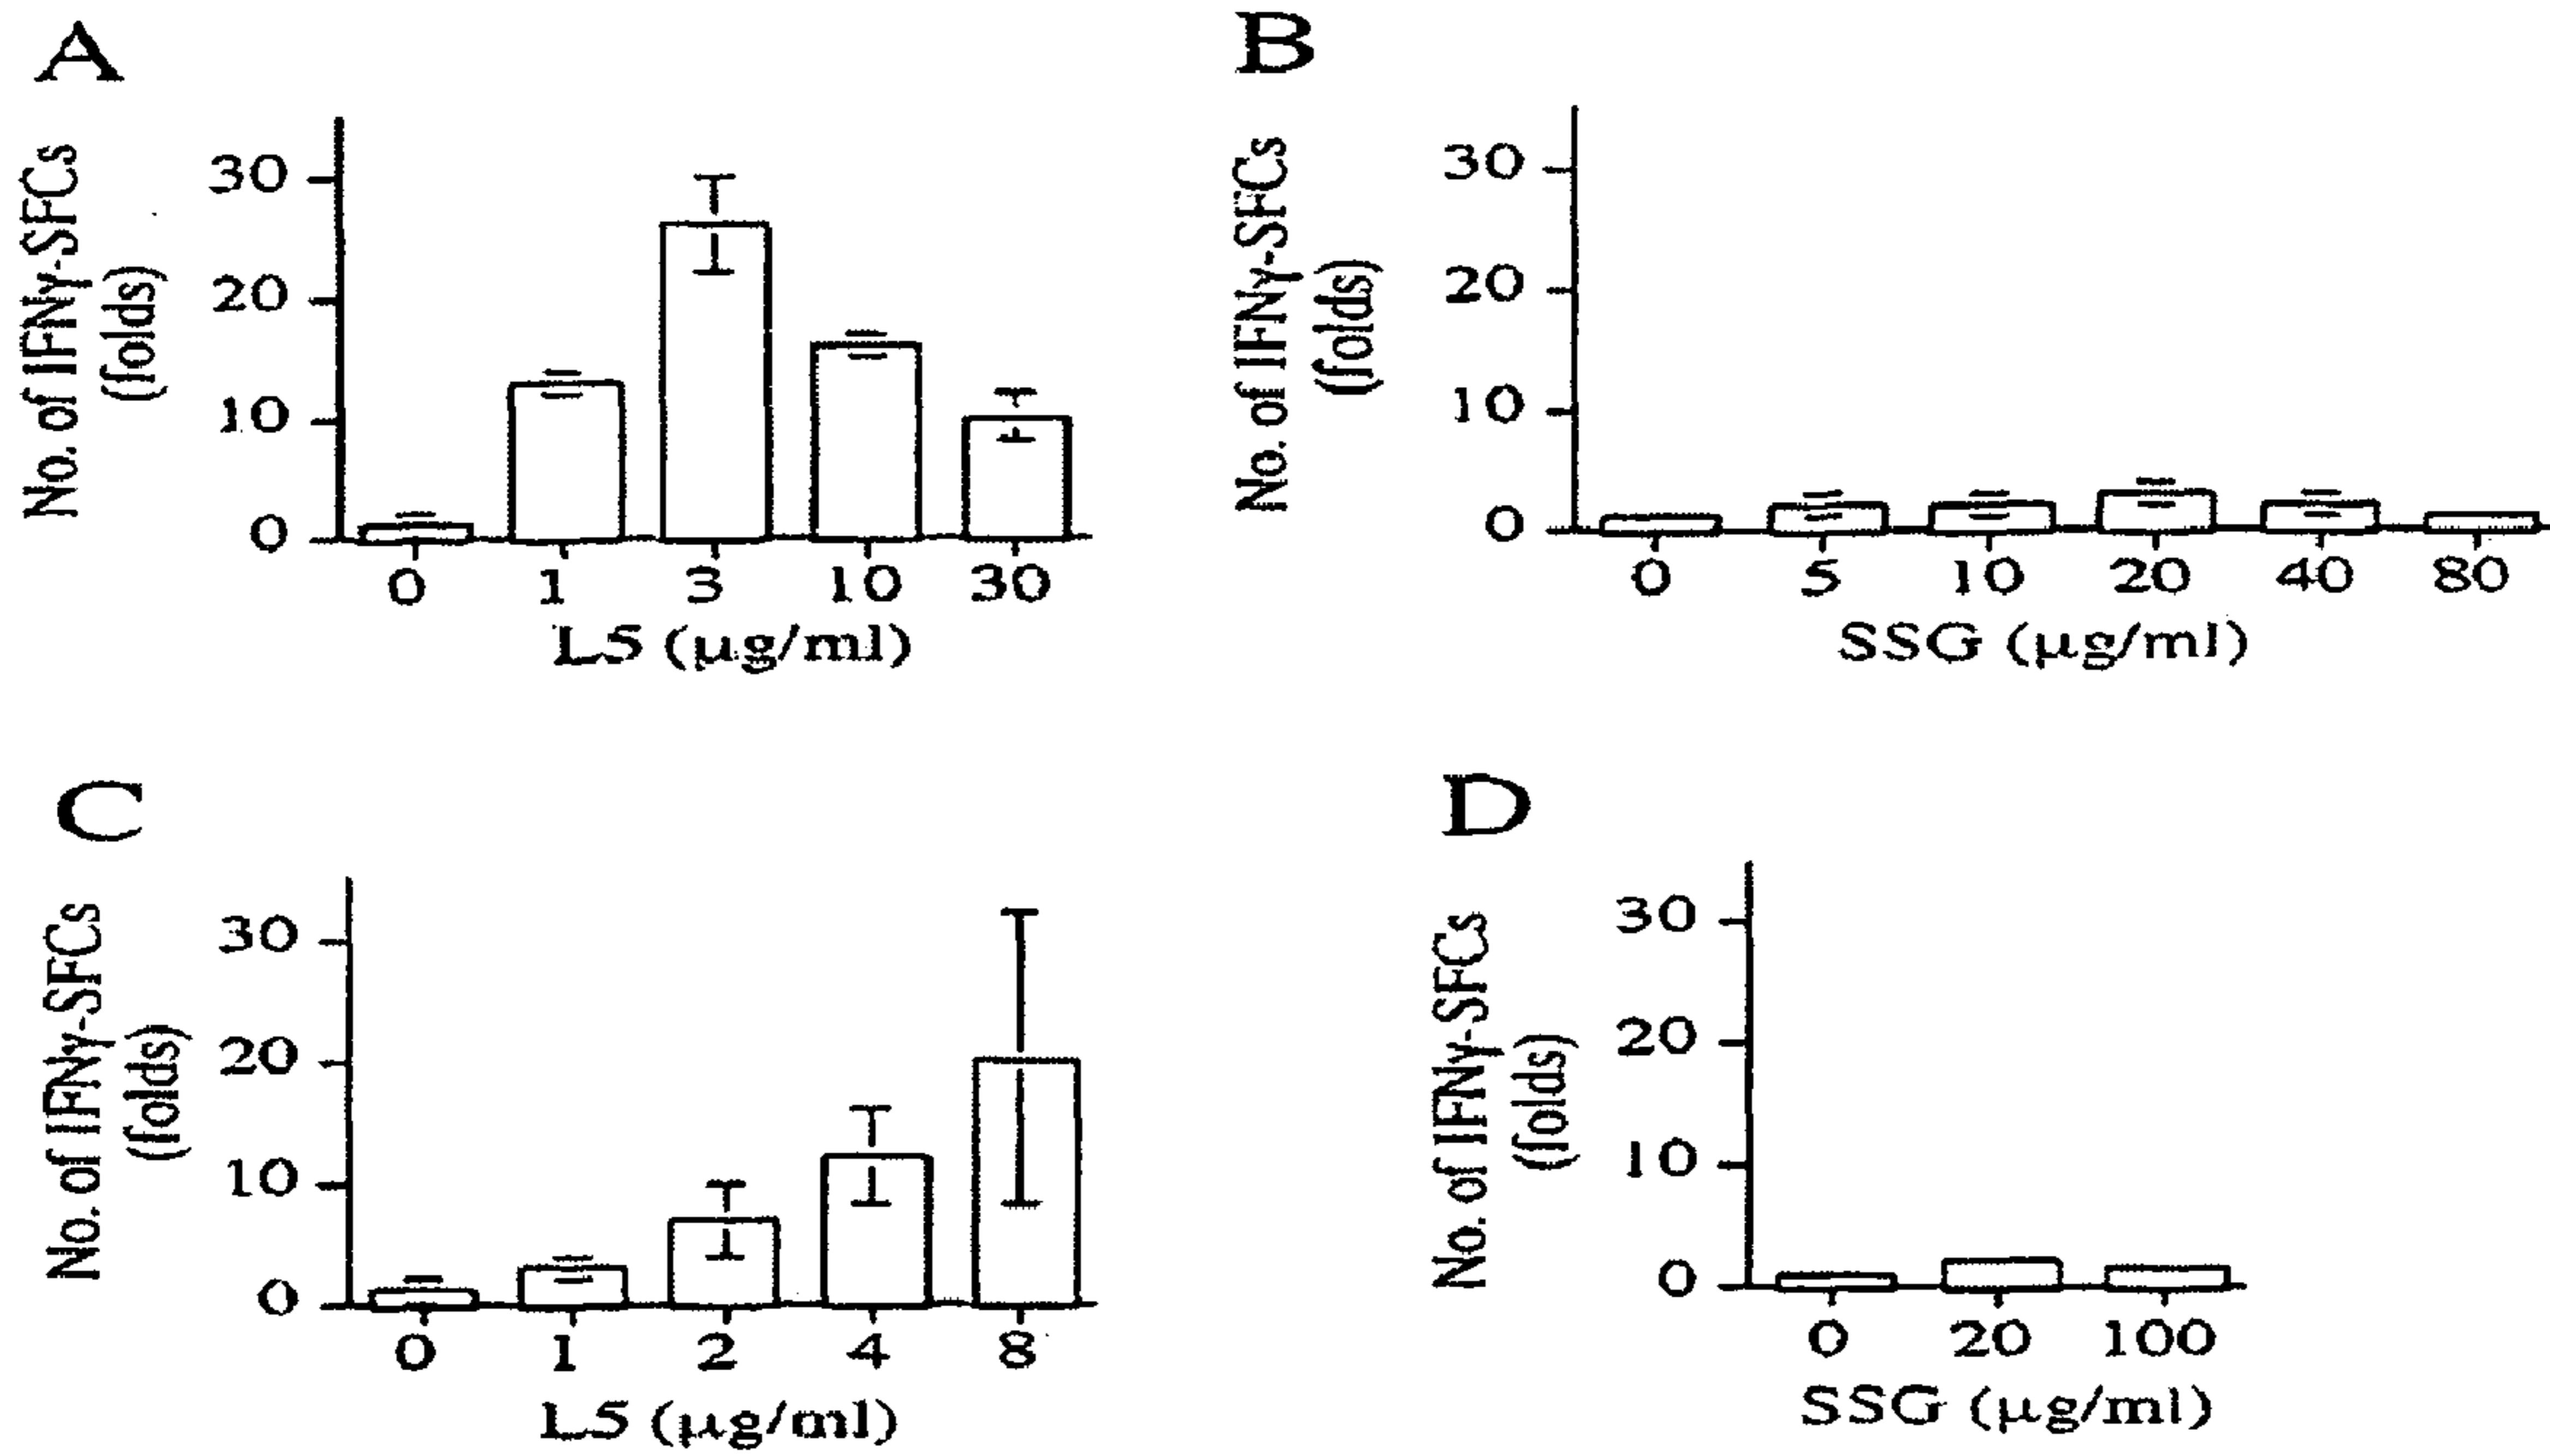 A
No. of IFNγ-SFCs
(folds)
30
20
10
0
0 1 3 10 30
L5 (μg/ml)
B
No. of IFNγ-SFCs
(folds)
30
20
10
0
0 5 10 20 40 80
SSG (μg/ml)
C
No. of IFNγ-SFCs
(folds)
30
20
10
0
0 1 2 4 8
L5 (μg/ml)
D
No. of IFNγ-SFCs
(folds)
30
20
10
0
0 20 100
SSG (μg/ml)